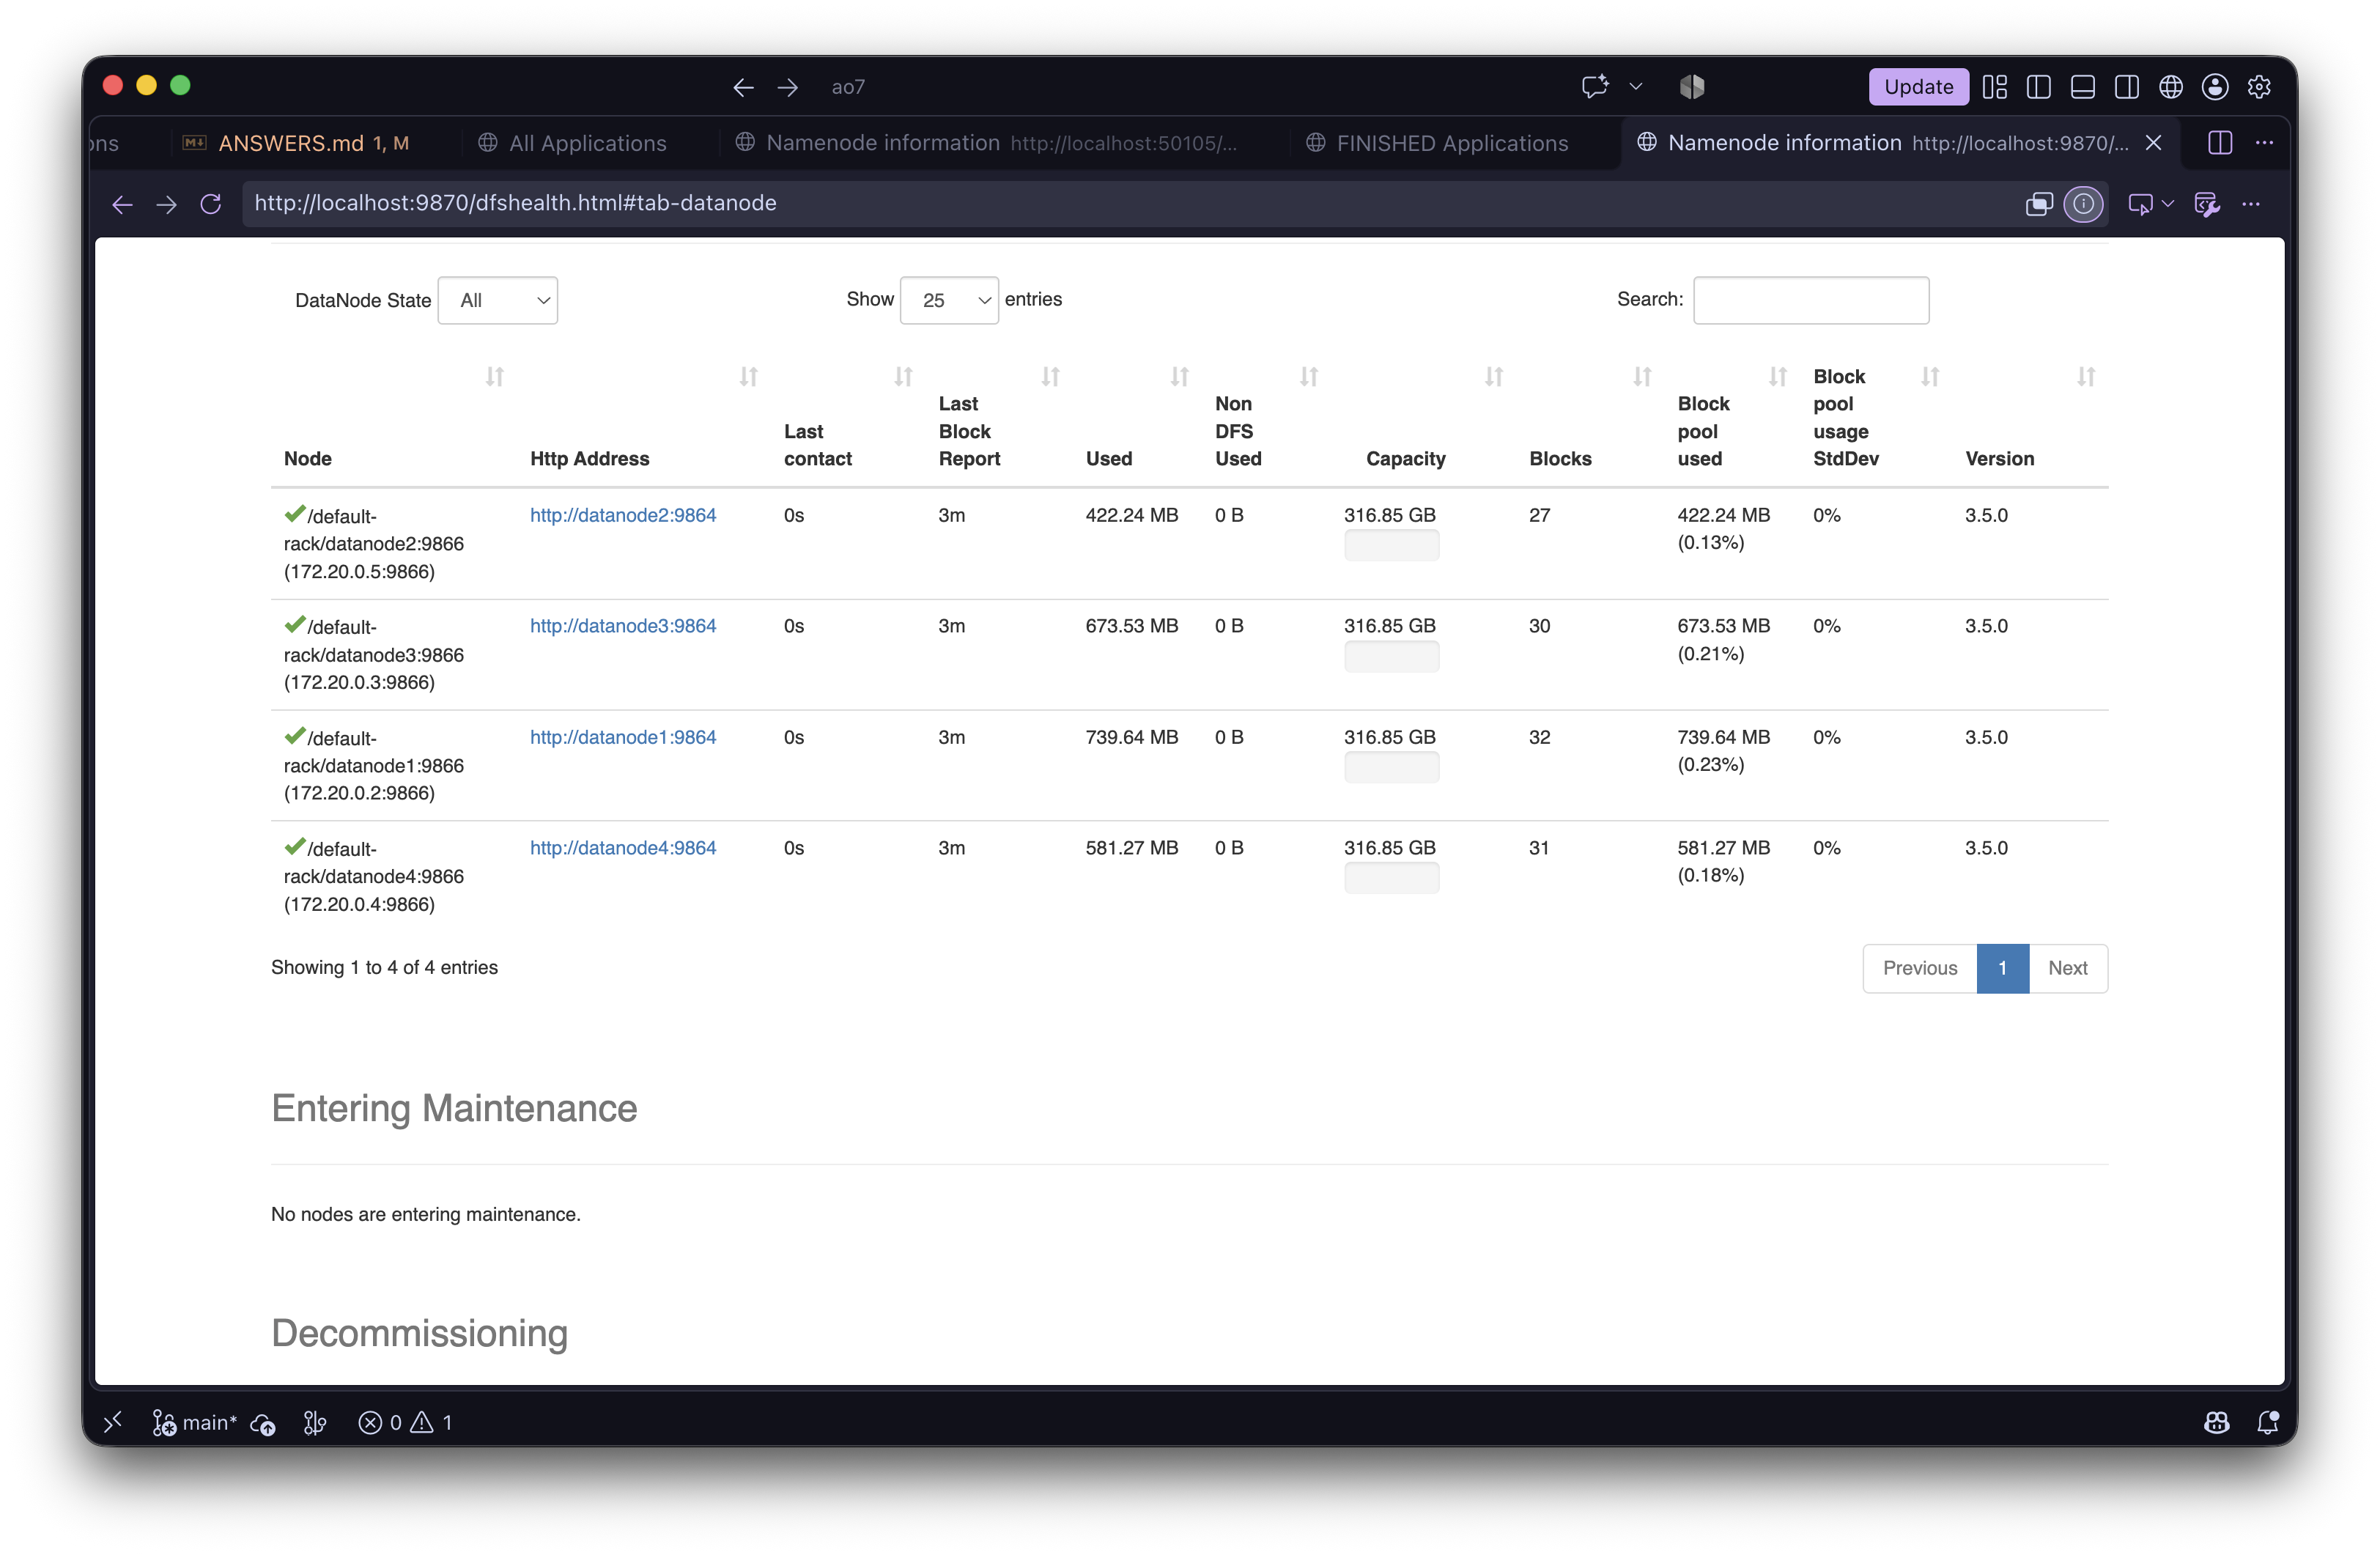 ao7
Update
ons
ANSWERS.md 1, M
All Applications
Namenode information http://localhost:50105/...
FINISHED Applications
Namenode information http://localhost:9870/...
http://localhost:9870/dfshealth.html#tab-datanode
DataNode State All
Show 25 entries
Search:
Node
Http Address
Last
contact
Last
Block
Report
Used
Non
DFS
Used
Capacity
Blocks
Block
pool
used
Block
pool
usage
StdDev
Version
/default-
rack/datanode2:9866
(172.20.0.5:9866)
http://datanode2:9864
0s
3m
422.24 MB
0 B
316.85 GB
27
422.24 MB
(0.13%)
0%
3.5.0
/default-
rack/datanode3:9866
(172.20.0.3:9866)
http://datanode3:9864
0s
3m
673.53 MB
0 B
316.85 GB
30
673.53 MB
(0.21%)
0%
3.5.0
/default-
rack/datanode1:9866
(172.20.0.2:9866)
http://datanode1:9864
0s
3m
739.64 MB
0 B
316.85 GB
32
739.64 MB
(0.23%)
0%
3.5.0
/default-
rack/datanode4:9866
(172.20.0.4:9866)
http://datanode4:9864
0s
3m
581.27 MB
0 B
316.85 GB
31
581.27 MB
(0.18%)
0%
3.5.0
Showing 1 to 4 of 4 entries
Previous 1 Next
Entering Maintenance
No nodes are entering maintenance.
Decommissioning
main* 0 1